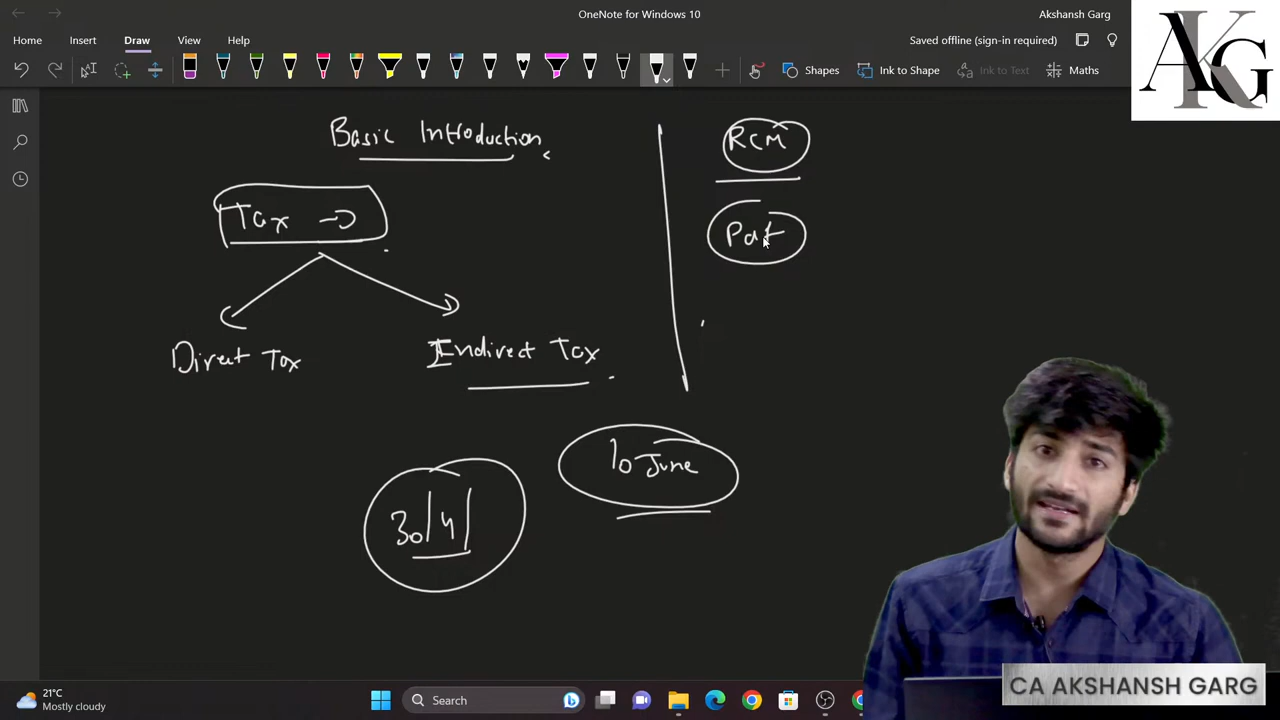 OneNote for Windows 10
Akshansh Garg
Home Insert Draw View Help
Saved offline (sign-in required)
Shapes
Ink to Shape
Ink to Text
Maths
AKG
Basic Introduction
Tax
Direct Tax
Indirect Tax
RCM
10 June
30/4/
CA AKSHANSH GARG
21°C
Mostly cloudy
Search